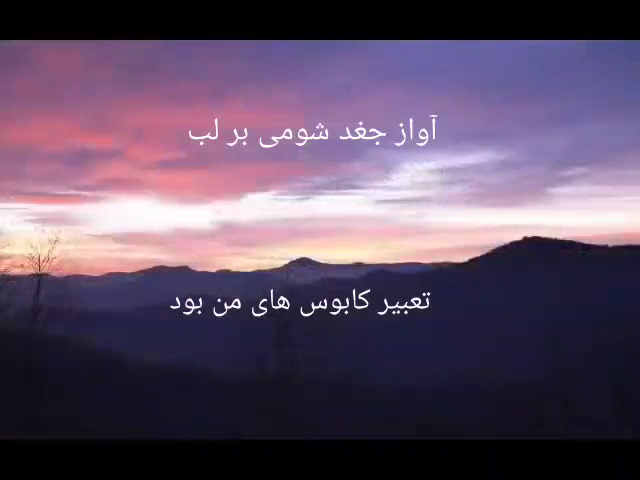 آواز جغد شومی بر لب
تعبیر کابوس های من بود